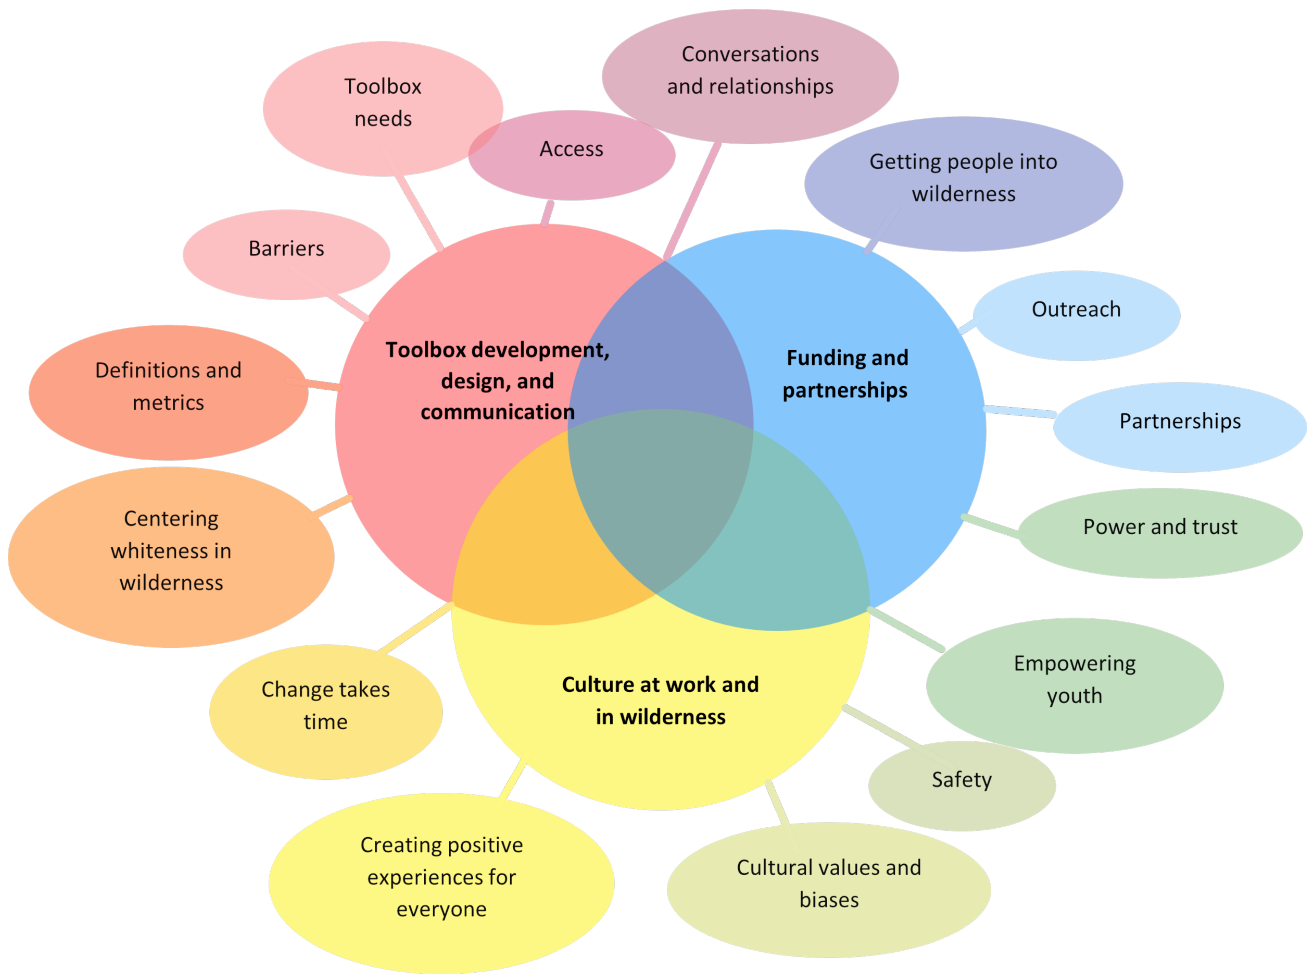 Conversations
and relationships
Toolbox
needs
Access
Getting people into
wilderness
Barriers
Outreach
Toolbox development,
design, and
communication
Funding and
partnerships
Definitions and
metrics
Partnerships
Centering
whiteness in
wilderness
Power and trust
Empowering
youth
Change takes
time
Culture at work and
in wilderness
Safety
Creating positive
experiences for
everyone
Cultural values and
biases